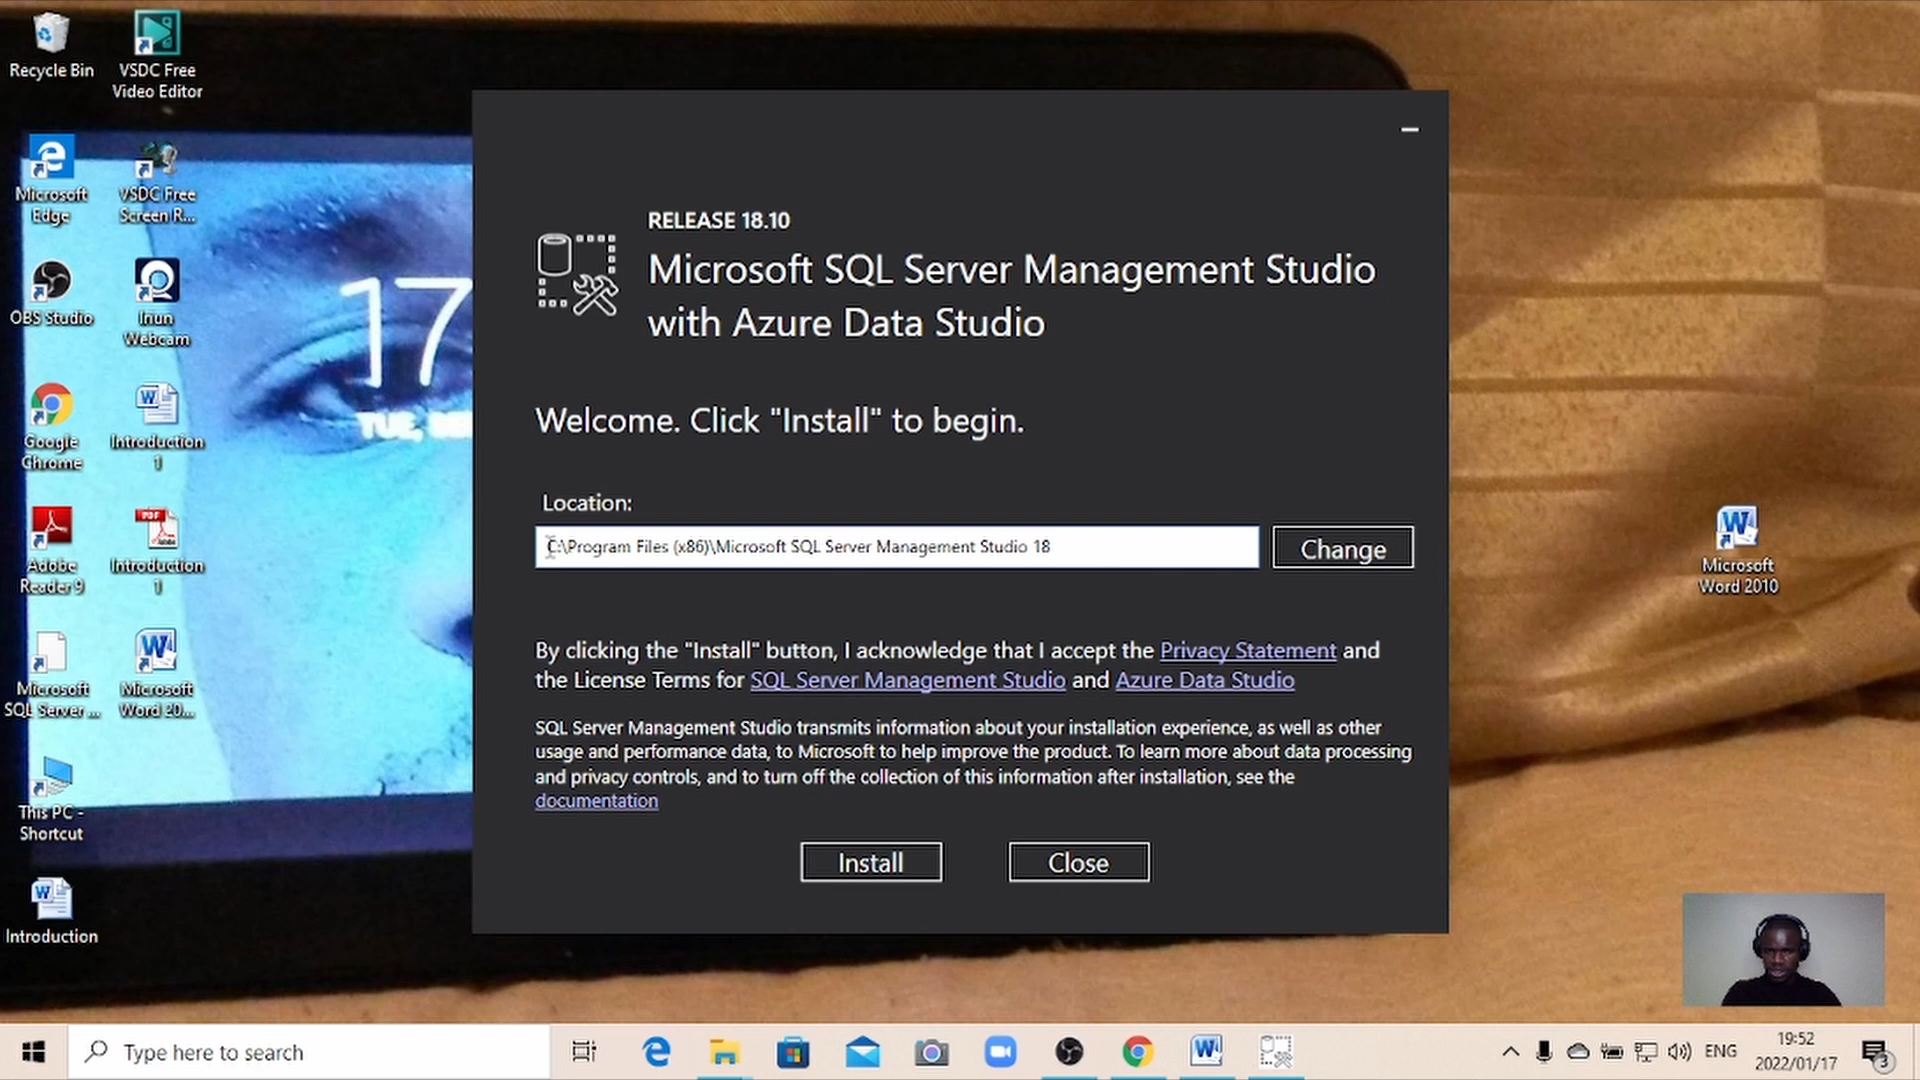 Recycle Bin
VSDC Free
Video Editor
Microsoft
Edge
VSDC Free
Screen R...
OBS Studio
Iriun
Webcam
Google
Chrome
Introduction
1
Adobe
Reader 9
Introduction
1
Microsoft
SQL Server ...
Microsoft
Word 20...
This PC -
Shortcut
Introduction
17
TUE,
RELEASE 18.10
Microsoft SQL Server Management Studio
with Azure Data Studio
Welcome. Click "Install" to begin.
Location:
C:\Program Files (x86)\Microsoft SQL Server Management Studio 18
Change
By clicking the "Install" button, I acknowledge that I accept the Privacy Statement and
the License Terms for SQL Server Management Studio and Azure Data Studio
SQL Server Management Studio transmits information about your installation experience, as well as other
usage and performance data, to Microsoft to help improve the product. To learn more about data processing
and privacy controls, and to turn off the collection of this information after installation, see the
documentation
Install
Close
Microsoft
Word 2010
Type here to search
ENG
19:52
2022/01/17
3